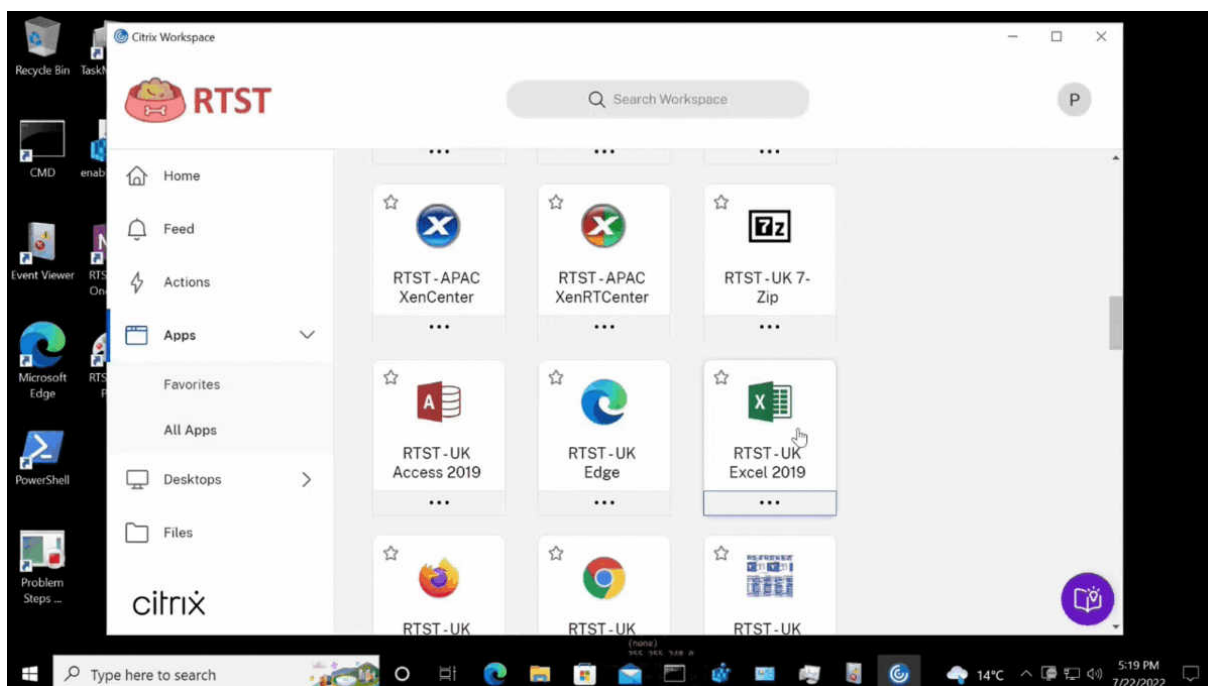 Citrix Workspace
Recycle Bin
RTST
Search Workspace
P
CMD
Home
Feed
Event Viewer
Actions
RTST - APAC
XenCenter
RTST - APAC
XenRTCenter
RTST - UK 7-
Zip
Apps
Microsoft
Edge
Favorites
All Apps
RTST - UK
Access 2019
RTST - UK
Edge
RTST - UK
Excel 2019
PowerShell
Desktops
Files
Problem
Steps ...
citrix
RTST - UK
RTST - UK
RTST - UK
(none)
Type here to search
14°C
5:19 PM
7/22/2022